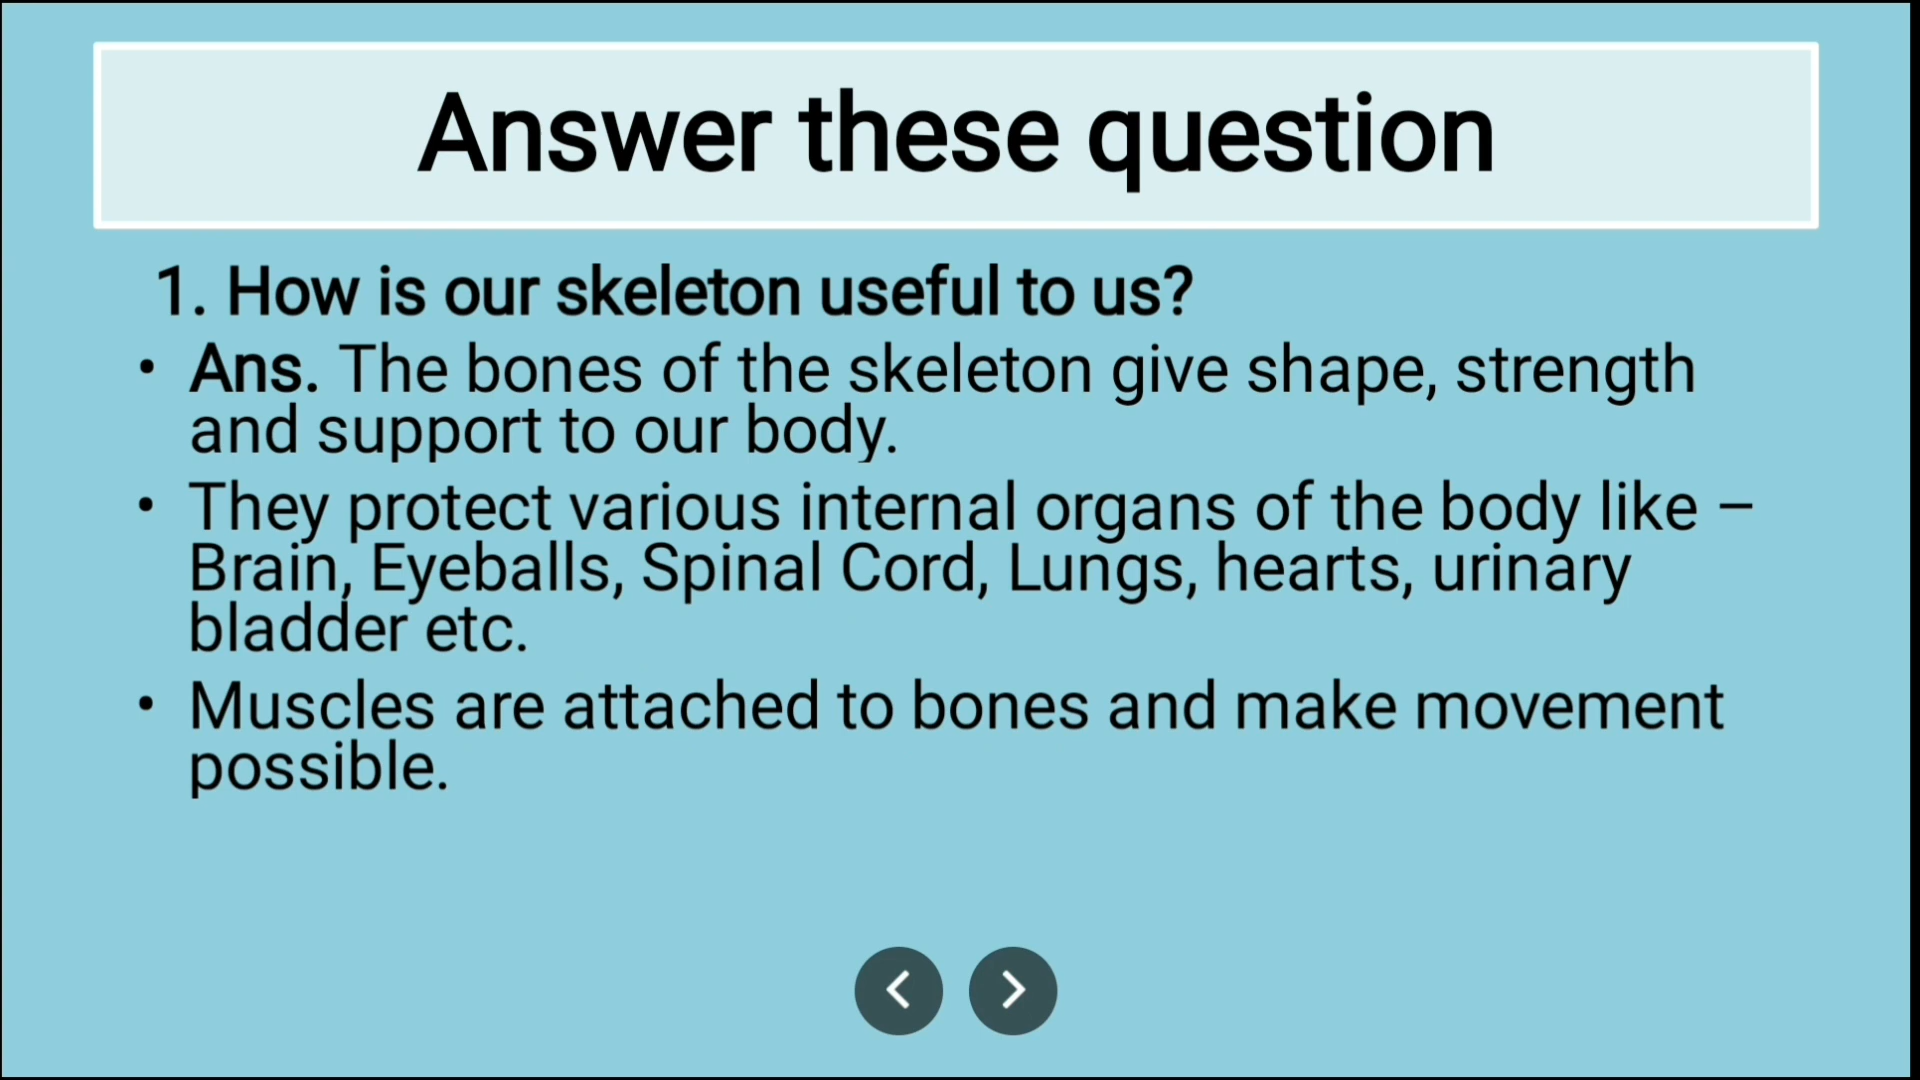 Answer these question
1. How is our skeleton useful to us?
• Ans. The bones of the skeleton give shape, strength
and support to our body.
• They protect various internal organs of the body like –
Brain, Eyeballs, Spinal Cord, Lungs, hearts, urinary
bladder etc.
• Muscles are attached to bones and make movement
possible.